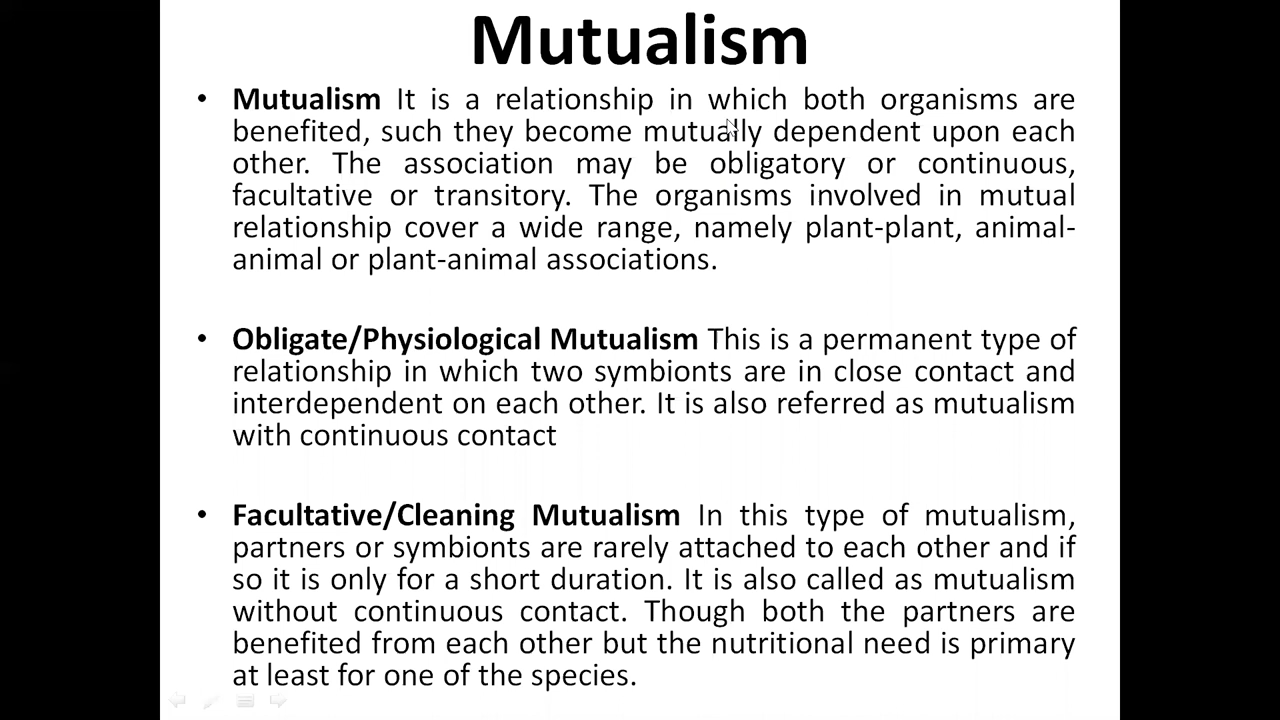 Mutualism
• Mutualism It is a relationship in which both organisms are
benefited, such they become mutually dependent upon each
other. The association may be obligatory or continuous,
facultative or transitory. The organisms involved in mutual
relationship cover a wide range, namely plant-plant, animal-
animal or plant-animal associations.
• Obligate/Physiological Mutualism This is a permanent type of
relationship in which two symbionts are in close contact and
interdependent on each other. It is also referred as mutualism
with continuous contact
• Facultative/Cleaning Mutualism In this type of mutualism,
partners or symbionts are rarely attached to each other and if
so it is only for a short duration. It is also called as mutualism
without continuous contact. Though both the partners are
benefited from each other but the nutritional need is primary
at least for one of the species.